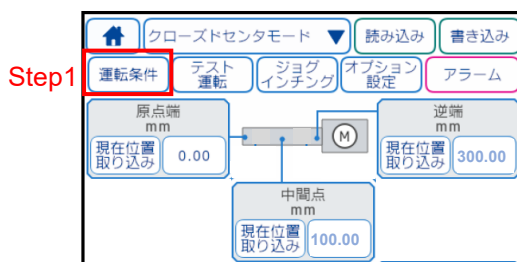 クローズドセンタモード ▼
読み込み
書き込み
Step1
運転条件
テスト
運転
ジョグ
インチング
オプション
設定
アラーム
原点端
mm
現在位置
取り込み
0.00
M
逆端
mm
現在位置
取り込み
300.00
中間点
mm
現在位置
取り込み
100.00